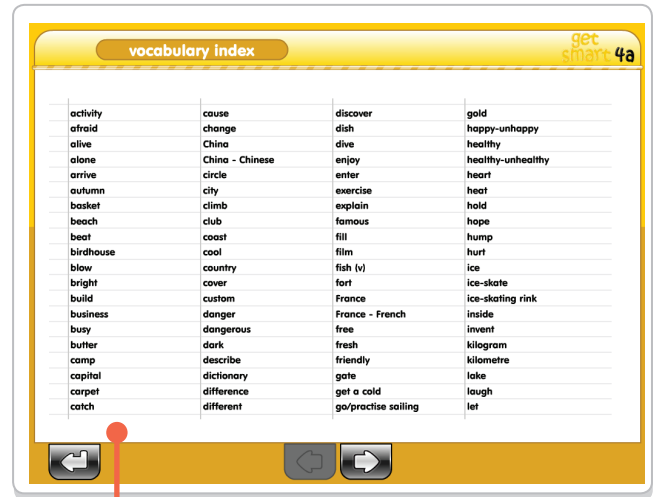 vocabulary index
get
smart 4a
activity
afraid
alive
alone
arrive
autumn
basket
beach
beat
birdhouse
blow
bright
build
business
busy
butter
camp
capital
carpet
catch
cause
change
China
China - Chinese
circle
city
climb
club
coast
cool
country
cover
custom
danger
dangerous
dark
describe
dictionary
difference
different
discover
dish
dive
enjoy
enter
exercise
explain
famous
fill
film
fish (v)
fort
France
France - French
free
fresh
friendly
gate
get a cold
go/practise sailing
gold
happy-unhappy
healthy
healthy-unhealthy
heart
heat
hold
hope
hump
hurt
ice
ice-skate
ice-skating rink
inside
invent
kilogram
kilometre
lake
laugh
let